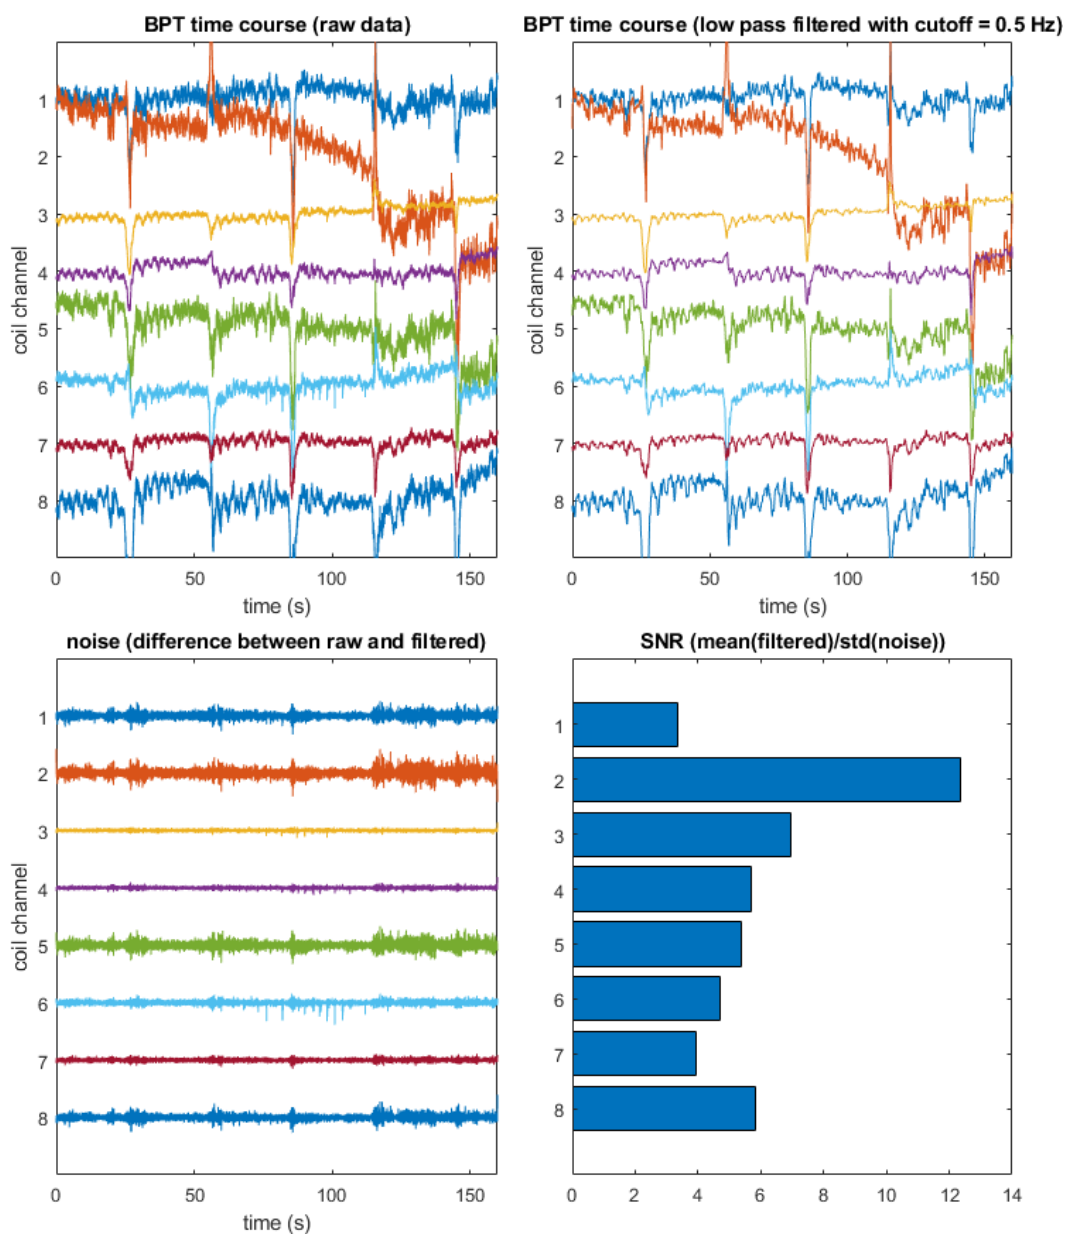 BPT time course (raw data)
coil channel
1
2
3
4
5
6
7
8
0 50 100 150
time (s)
BPT time course (low pass filtered with cutoff = 0.5 Hz)
coil channel
1
2
3
4
5
6
7
8
0 50 100 150
time (s)
noise (difference between raw and filtered)
coil channel
1
2
3
4
5
6
7
8
0 50 100 150
time (s)
SNR (mean(filtered)/std(noise))
1
2
3
4
5
6
7
8
0 2 4 6 8 10 12 14